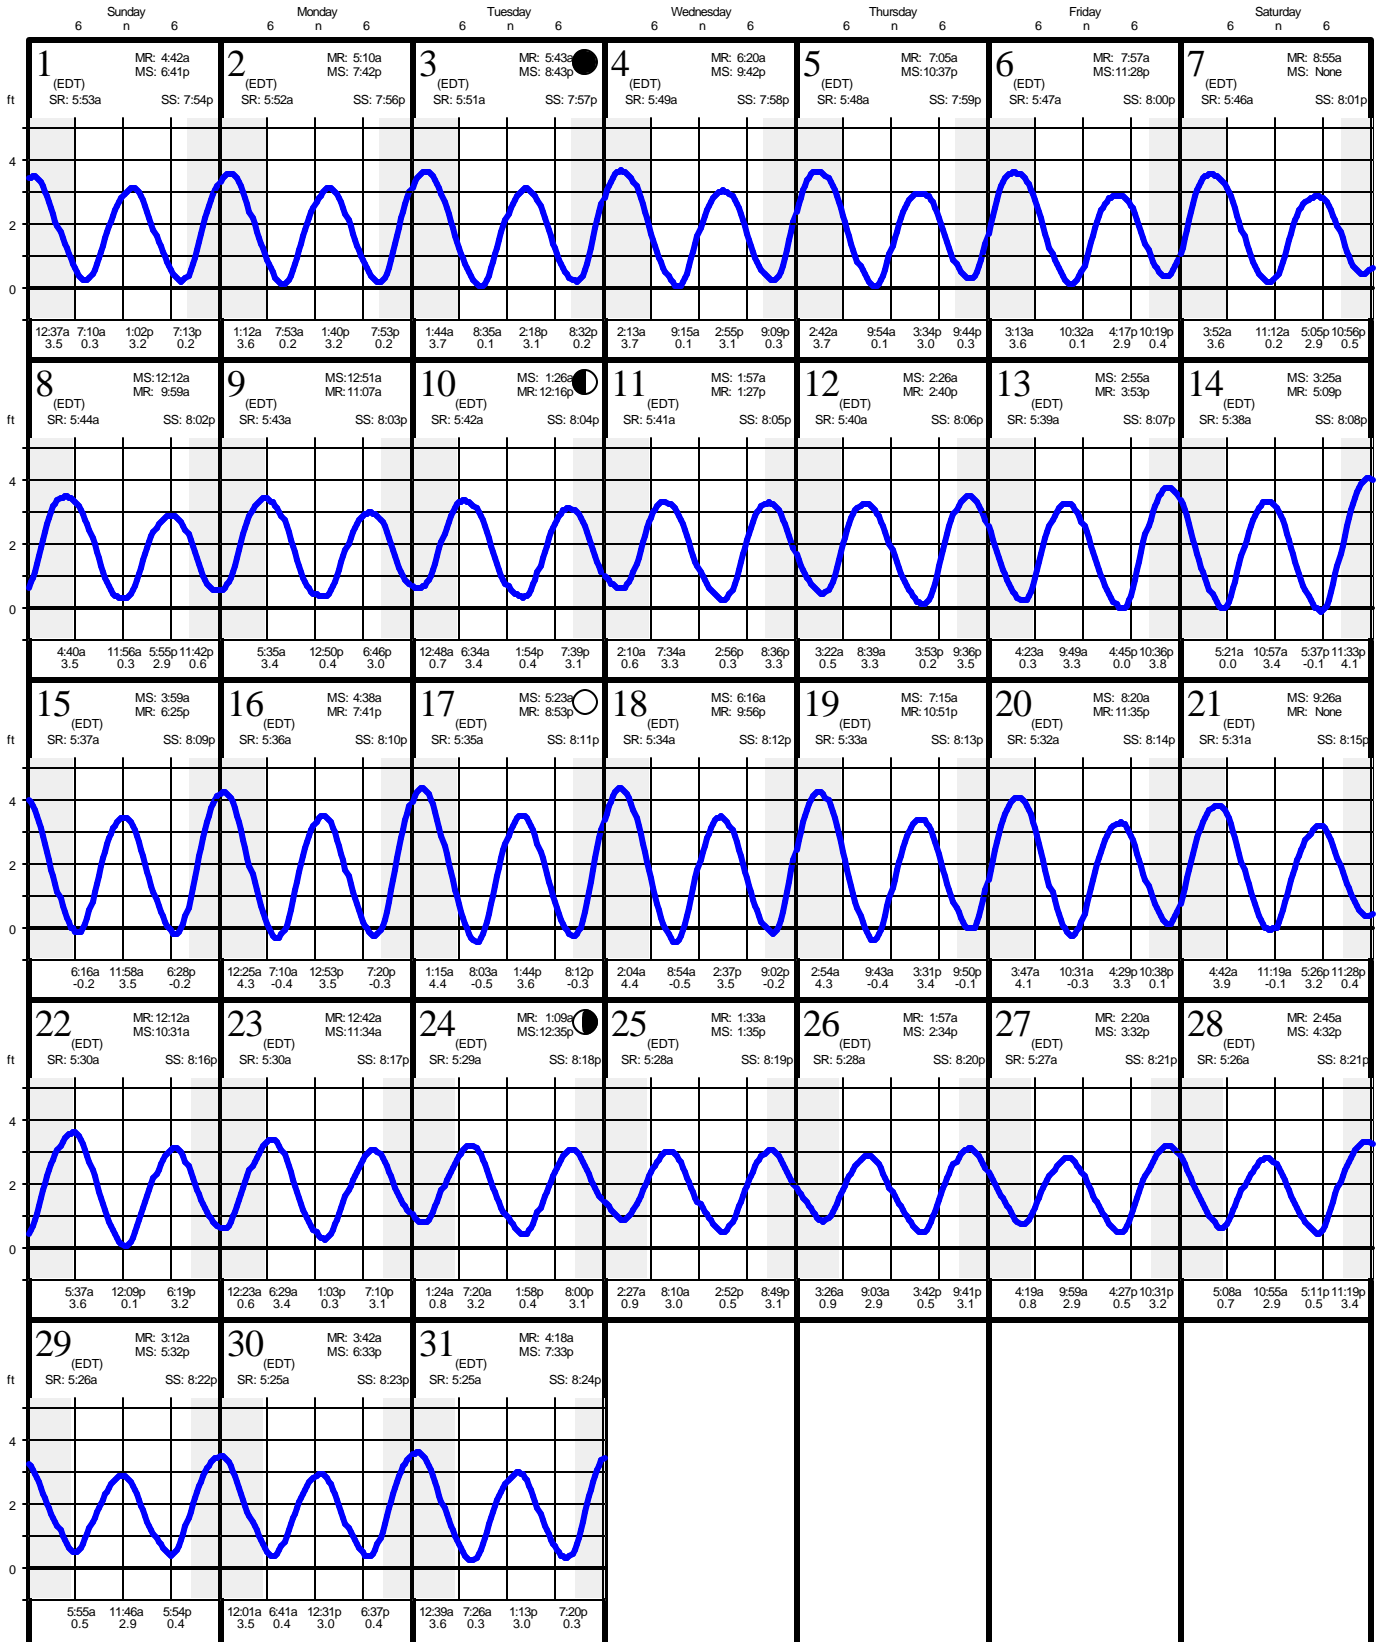 Sunday Monday Tuesday Wednesday Thursday Friday Saturday
6 n 6 6 n 6 6 n 6 6 n 6 6 n 6 6 n 6 6 n 6
1 MR: 4:42a 2 MR: 5:10a 3 MR: 5:43a 4 MR: 6:20a 5 MR: 7:05a 6 MR: 7:57a 7 MR: 8:55a
MS: 6:41p MS: 7:42p MS: 8:43p MS: 9:42p MS:10:37p MS:11:28p MS: None
(EDT) (EDT) (EDT) (EDT) (EDT) (EDT) (EDT)
ft SR: 5:53a SS: 7:54p SR: 5:52a SS: 7:56p SR: 5:51a SS: 7:57p SR: 5:49a SS: 7:58p SR: 5:48a SS: 7:59p SR: 5:47a SS: 8:00p SR: 5:46a SS: 8:01p
4
2
0
12:37a 7:10a 1:02p 7:13p 1:12a 7:53a 1:40p 7:53p 1:44a 8:35a 2:18p 8:32p 2:13a 9:15a 2:55p 9:09p 2:42a 9:54a 3:34p 9:44p 3:13a 10:32a 4:17p 10:19p 3:52a 11:12a 5:05p 10:56p
3.5 0.3 3.2 0.2 3.6 0.2 3.2 0.2 3.7 0.1 3.1 0.2 3.7 0.1 3.1 0.3 3.7 0.1 3.0 0.3 3.6 0.1 2.9 0.4 3.6 0.2 2.9 0.5
8 MS:12:12a 9 MS:12:51a 10 MS: 1:26a 11 MS: 1:57a 12 MS: 2:26a 13 MS: 2:55a 14 MS: 3:25a
MR: 9:59a MR:11:07a MR:12:16p MR: 1:27p MR: 2:40p MR: 3:53p MR: 5:09p
(EDT) (EDT) (EDT) (EDT) (EDT) (EDT) (EDT)
ft SR: 5:44a SS: 8:02p SR: 5:43a SS: 8:03p SR: 5:42a SS: 8:04p SR: 5:41a SS: 8:05p SR: 5:40a SS: 8:06p SR: 5:39a SS: 8:07p SR: 5:38a SS: 8:08p
4
2
0
4:40a 11:56a 5:55p 11:42p 5:35a 12:50p 6:46p 12:48a 6:34a 1:54p 7:39p 2:10a 7:34a 2:56p 8:36p 3:22a 8:39a 3:53p 9:36p 4:23a 9:49a 4:45p 10:36p 5:21a 10:57a 5:37p 11:33p
3.5 0.3 2.9 0.6 3.4 0.4 3.0 0.7 3.4 0.4 3.1 0.6 3.3 0.3 3.3 0.5 3.3 0.2 3.5 0.3 3.3 0.0 3.8 0.0 3.4 -0.1 4.1
15 MS: 3:59a 16 MS: 4:38a 17 MS: 5:23a 18 MS: 6:16a 19 MS: 7:15a 20 MS: 8:20a 21 MS: 9:26a
MR: 6:25p MR: 7:41p MR: 8:53p MR: 9:56p MR:10:51p MR:11:35p MR: None
(EDT) (EDT) (EDT) (EDT) (EDT) (EDT) (EDT)
ft SR: 5:37a SS: 8:09p SR: 5:36a SS: 8:10p SR: 5:35a SS: 8:11p SR: 5:34a SS: 8:12p SR: 5:33a SS: 8:13p SR: 5:32a SS: 8:14p SR: 5:31a SS: 8:15p
4
2
0
6:16a 11:58a 6:28p 12:25a 7:10a 12:53p 7:20p 1:15a 8:03a 1:44p 8:12p 2:04a 8:54a 2:37p 9:02p 2:54a 9:43a 3:31p 9:50p 3:47a 10:31a 4:29p 10:38p 4:42a 11:19a 5:26p 11:28p
-0.2 3.5 -0.2 4.3 -0.4 3.5 -0.3 4.4 -0.5 3.6 -0.3 4.4 -0.5 3.5 -0.2 4.3 -0.4 3.4 -0.1 4.1 -0.3 3.3 0.1 3.9 -0.1 3.2 0.4
22 MR:12:12a 23 MR:12:42a 24 MR: 1:09a 25 MR: 1:33a 26 MR: 1:57a 27 MR: 2:20a 28 MR: 2:45a
MS:10:31a MS:11:34a MS:12:35p MS: 1:35p MS: 2:34p MS: 3:32p MS: 4:32p
(EDT) (EDT) (EDT) (EDT) (EDT) (EDT) (EDT)
ft SR: 5:30a SS: 8:16p SR: 5:30a SS: 8:17p SR: 5:29a SS: 8:18p SR: 5:28a SS: 8:19p SR: 5:28a SS: 8:20p SR: 5:27a SS: 8:21p SR: 5:26a SS: 8:21p
4
2
0
5:37a 12:09p 6:19p 12:23a 6:29a 1:03p 7:10p 1:24a 7:20a 1:58p 8:00p 2:27a 8:10a 2:52p 8:49p 3:26a 9:03a 3:42p 9:41p 4:19a 9:59a 4:27p 10:31p 5:08a 10:55a 5:11p 11:19p
3.6 0.1 3.2 0.6 3.4 0.3 3.1 0.8 3.2 0.4 3.1 0.9 3.0 0.5 3.1 0.9 2.9 0.5 3.1 0.8 2.9 0.5 3.2 0.7 2.9 0.5 3.4
29 MR: 3:12a 30 MR: 3:42a 31 MR: 4:18a
MS: 5:32p MS: 6:33p MS: 7:33p
(EDT) (EDT) (EDT)
ft SR: 5:26a SS: 8:22p SR: 5:25a SS: 8:23p SR: 5:25a SS: 8:24p
4
2
0
5:55a 11:46a 5:54p 12:01a 6:41a 12:31p 6:37p 12:39a 7:26a 1:13p 7:20p
0.5 2.9 0.4 3.5 0.4 3.0 0.4 3.6 0.3 3.0 0.3